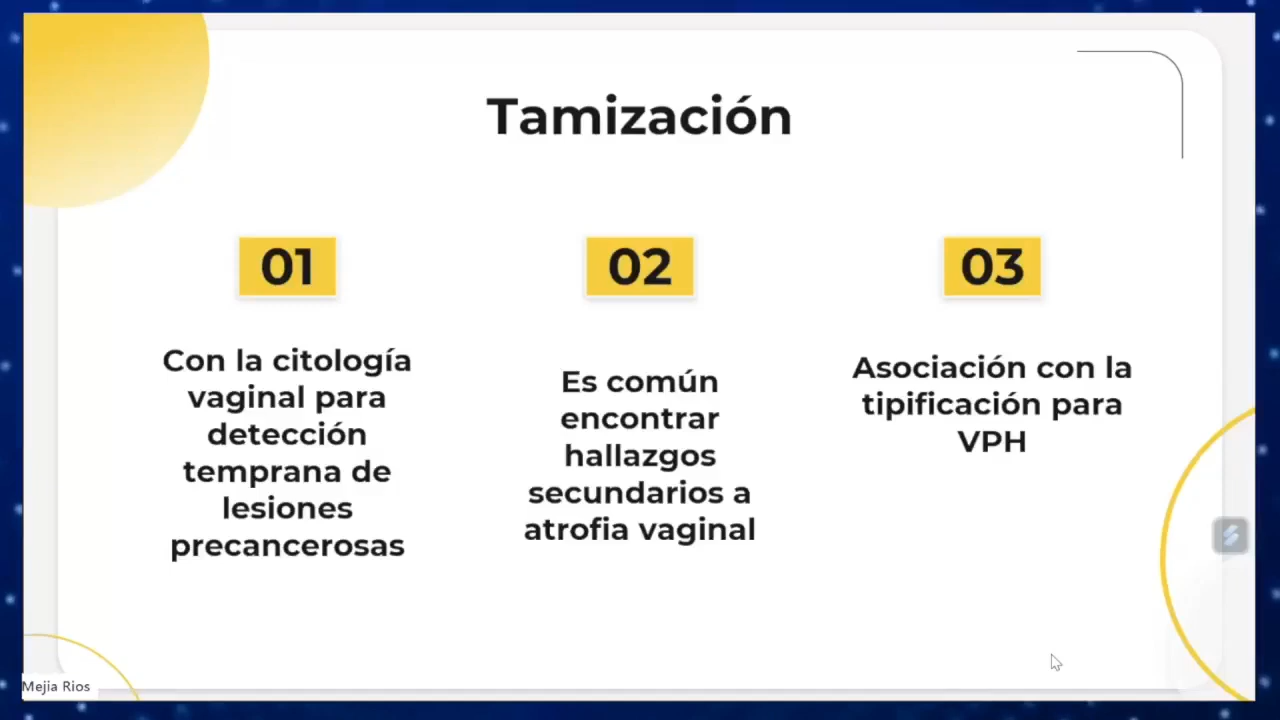 Tamización
01
Con la citología
vaginal para
detección
temprana de
lesiones
precancerosas
02
Es común
encontrar
hallazgos
secundarios a
atrofia vaginal
03
Asociación con la
tipificación para
VPH
Mejia Rios